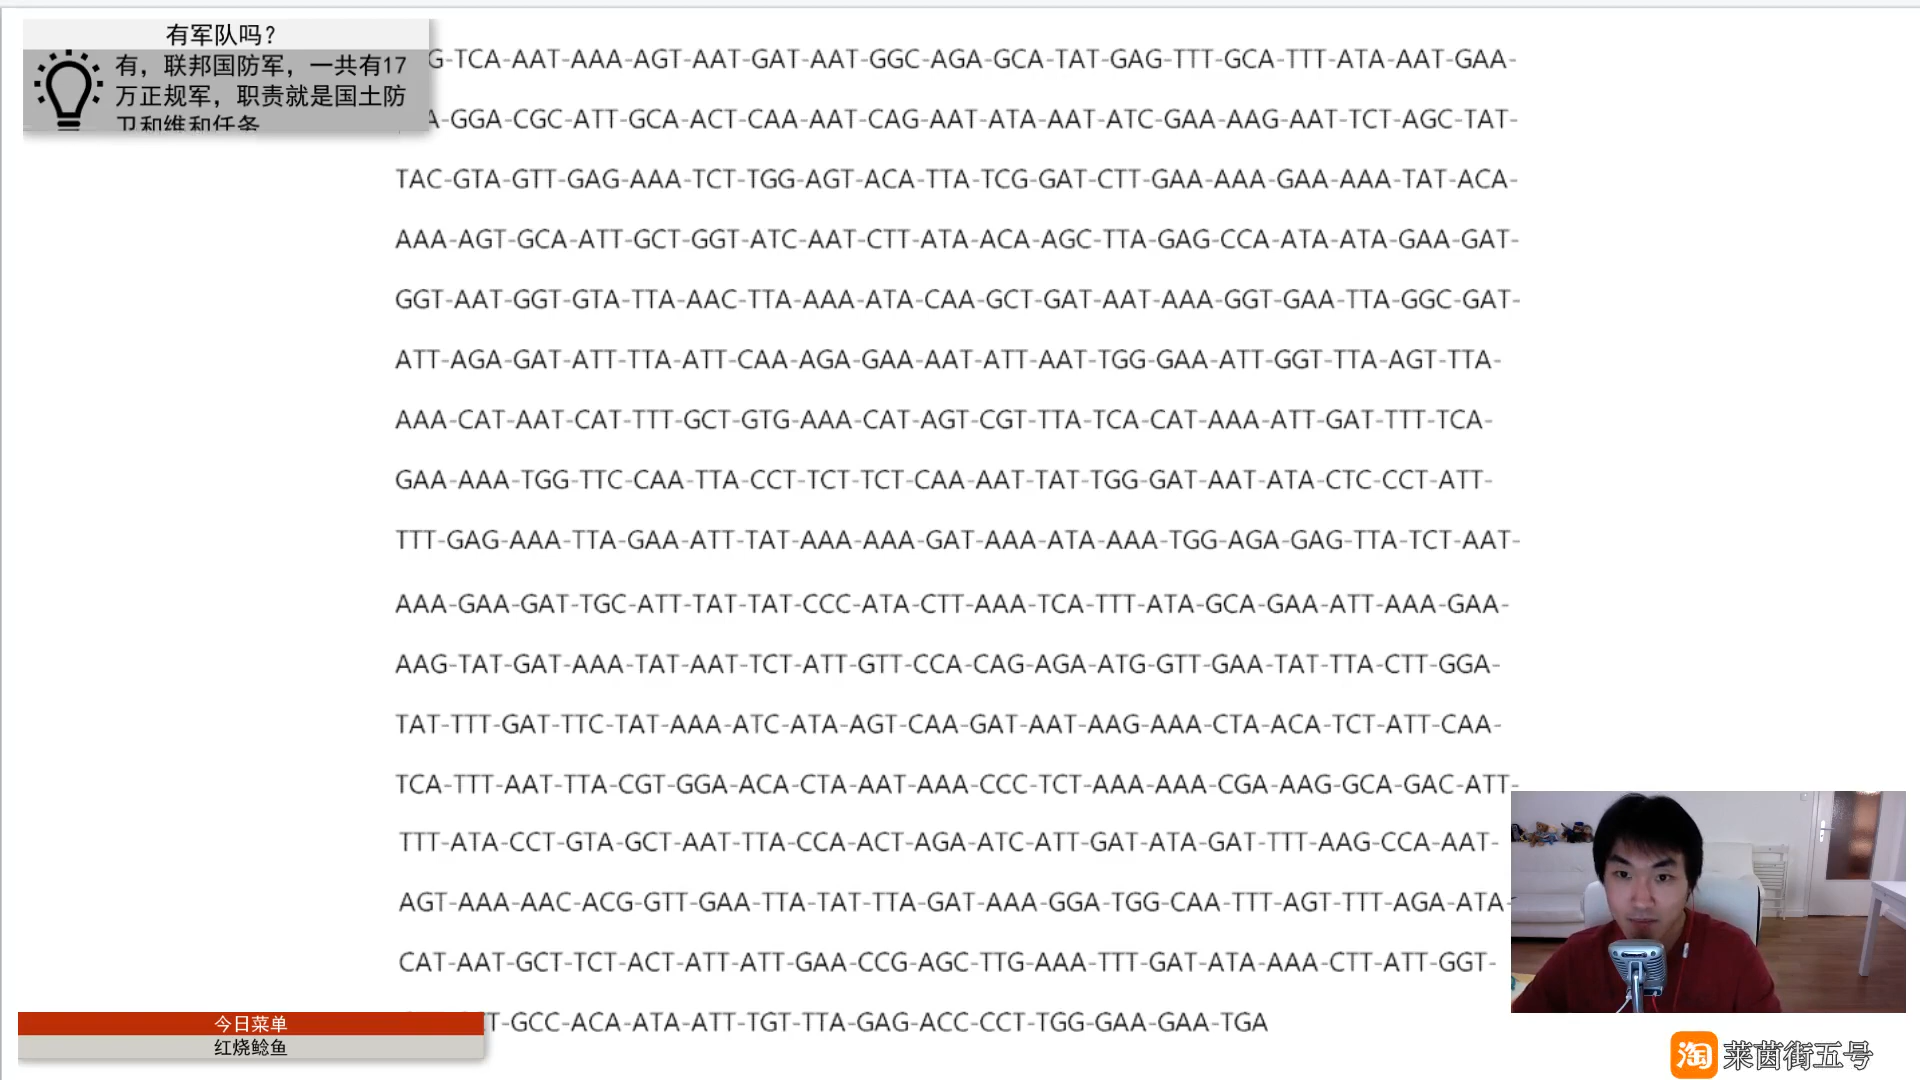 有军队吗?
有，联邦国防军，一共有17
万正规军，职责就是国土防
卫和维和任务
G-TCA-AAT-AAA-AGT-AAT-GAT-AAT-GGC-AGA-GCA-TAT-GAG-TTT-GCA-TTT-ATA-AAT-GAA-
A-GGA-CGC-ATT-GCA-ACT-CAA-AAT-CAG-AAT-ATA-AAT-ATC-GAA-AAG-AAT-TCT-AGC-TAT-
TAC-GTA-GTT-GAG-AAA-TCT-TGG-AGT-ACA-TTA-TCG-GAT-CTT-GAA-AAA-GAA-AAA-TAT-ACA-
AAA-AGT-GCA-ATT-GCT-GGT-ATC-AAT-CTT-ATA-ACA-AGC-TTA-GAG-CCA-ATA-ATA-GAA-GAT-
GGT-AAT-GGT-GTA-TTA-AAC-TTA-AAA-ATA-CAA-GCT-GAT-AAT-AAA-GGT-GAA-TTA-GGC-GAT-
ATT-AGA-GAT-ATT-TTA-ATT-CAA-AGA-GAA-AAT-ATT-AAT-TGG-GAA-ATT-GGT-TTA-AGT-TTA-
AAA-CAT-AAT-CAT-TTT-GCT-GTG-AAA-CAT-AGT-CGT-TTA-TCA-CAT-AAA-ATT-GAT-TTT-TCA-
GAA-AAA-TGG-TTC-CAA-TTA-CCT-TCT-TCT-CAA-AAT-TAT-TGG-GAT-AAT-ATA-CTC-CCT-ATT-
TTT-GAG-AAA-TTA-GAA-ATT-TAT-AAA-AAA-GAT-AAA-ATA-AAA-TGG-AGA-GAG-TTA-TCT-AAT-
AAA-GAA-GAT-TGC-ATT-TAT-TAT-CCC-ATA-CTT-AAA-TCA-TTT-ATA-GCA-GAA-ATT-AAA-GAA-
AAG-TAT-GAT-AAA-TAT-AAT-TCT-ATT-GTT-CCA-CAG-AGA-ATG-GTT-GAA-TAT-TTA-CTT-GGA-
TAT-TTT-GAT-TTC-TAT-AAA-ATC-ATA-AGT-CAA-GAT-AAT-AAG-AAA-CTA-ACA-TCT-ATT-CAA-
TCA-TTT-AAT-TTA-CGT-GGA-ACA-CTA-AAT-AAA-CCC-TCT-AAA-AAA-CGA-AAG-GCA-GAC-ATT-
TTT-ATA-CCT-GTA-GCT-AAT-TTA-CCA-ACT-AGA-ATC-ATT-GAT-ATA-GAT-TTT-AAG-CCA-AAT-
AGT-AAA-AAC-ACG-GTT-GAA-TTA-TAT-TTA-GAT-AAA-GGA-TGG-CAA-TTT-AGT-TTT-AGA-ATA-
CAT-AAT-GCT-TCT-ACT-ATT-ATT-GAA-CCG-AGC-TTG-AAA-TTT-GAT-ATA-AAA-CTT-ATT-GGT-
T-GCC-ACA-ATA-ATT-TGT-TTA-GAG-ACC-CCT-TGG-GAA-GAA-TGA
今日菜单
红烧鲶鱼
淘 莱茵街五号